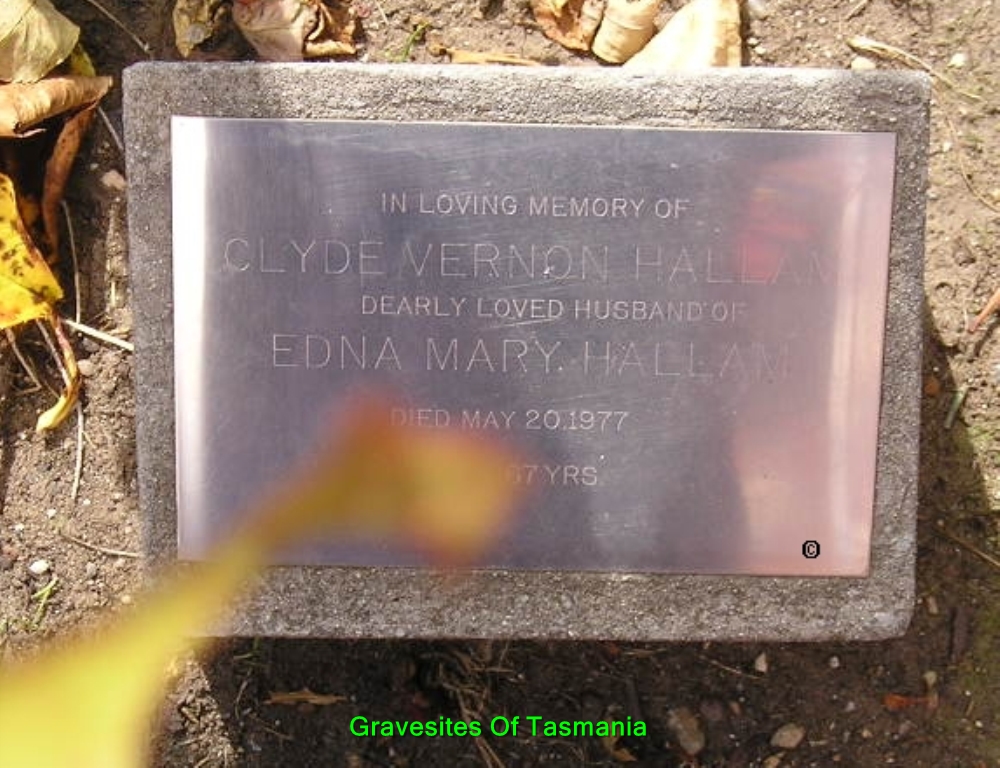 IN LOVING MEMORY OF
CLYDE VERNON HALLAM
DEARLY LOVED HUSBAND OF
EDNA MARY HALLAM
DIED MAY 20.1977
67 YRS.
©
Gravesites Of Tasmania